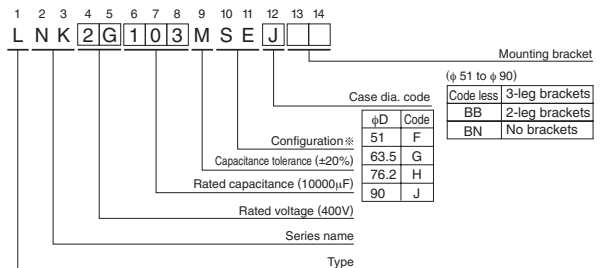 1 2 3 4 5 6 7 8 9 10 11 12 13 14
L N K 2 G 1 0 3 M S E J
Mounting bracket
(φ 51 to φ 90)
Code less 3-leg brackets
BB 2-leg brackets
BN No brackets
Case dia. code
φD Code
51 F
63.5 G
76.2 H
90 J
Configuration※
Capacitance tolerance (±20%)
Rated capacitance (10000µF)
Rated voltage (400V)
Series name
Type